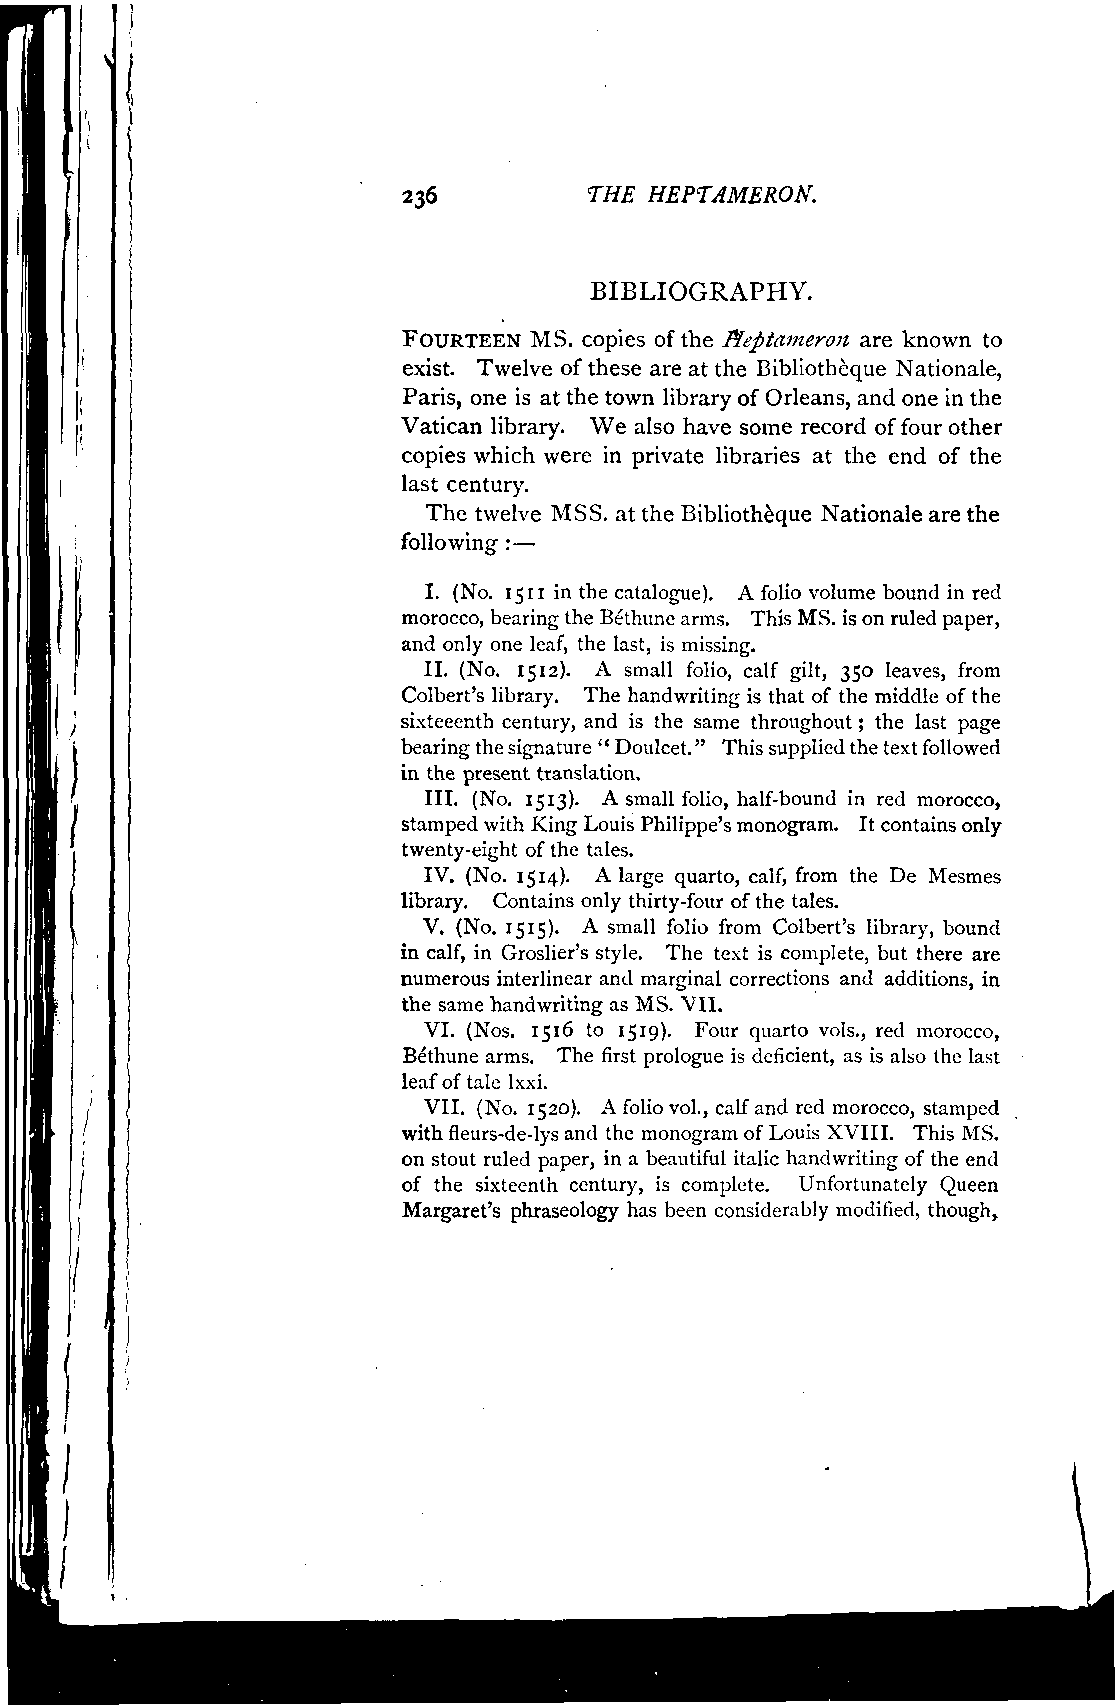 236 THE HEPTAMERON.
BIBLIOGRAPHY.
FOURTEEN MS. copies of the Heptameron are known to
exist. Twelve of these are at the Bibliothèque Nationale,
Paris, one is at the town library of Orleans, and one in the
Vatican library. We also have some record of four other
copies which were in private libraries at the end of the
last century.
The twelve MSS. at the Bibliothèque Nationale are the
following :—
I. (No. 1511 in the catalogue). A folio volume bound in red
morocco, bearing the Béthune arms. This MS. is on ruled paper,
and only one leaf, the last, is missing.
II. (No. 1512). A small folio, calf gilt, 350 leaves, from
Colbert's library. The handwriting is that of the middle of the
sixteeenth century, and is the same throughout ; the last page
bearing the signature “ Doulcet.” This supplied the text followed
in the present translation.
III. (No. 1513). A small folio, half-bound in red morocco,
stamped with King Louis Philippe's monogram. It contains only
twenty-eight of the tales.
IV. (No. 1514). A large quarto, calf, from the De Mesmes
library. Contains only thirty-four of the tales.
V. (No. 1515). A small folio from Colbert's library, bound
in calf, in Groslier's style. The text is complete, but there are
numerous interlinear and marginal corrections and additions, in
the same handwriting as MS. VII.
VI. (Nos. 1516 to 1519). Four quarto vols., red morocco,
Béthune arms. The first prologue is deficient, as is also the last
leaf of tale lxxi.
VII. (No. 1520). A folio vol., calf and red morocco, stamped
with fleurs-de-lys and the monogram of Louis XVIII. This MS.
on stout ruled paper, in a beautiful italic handwriting of the end
of the sixteenth century, is complete. Unfortunately Queen
Margaret's phraseology has been considerably modified, though,